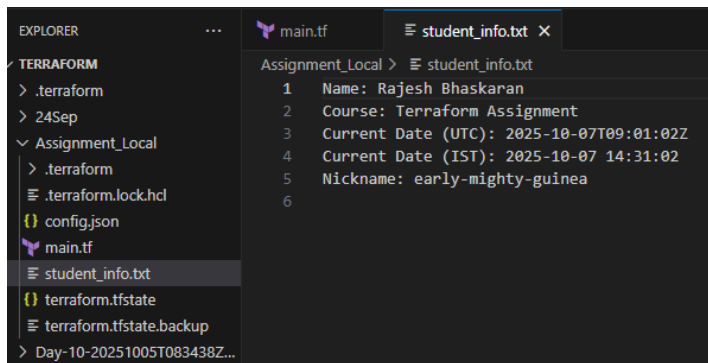 EXPLORER ...
TERRAFORM
.terraform
24Sep
Assignment_Local
.terraform
.terraform.lock.hcl
{} config.json
main.tf
student_info.txt
{} terraform.tfstate
terraform.tfstate.backup
Day-10-20251005T083438Z...
main.tf
student_info.txt
Assignment_Local > student_info.txt
1 Name: Rajesh Bhaskaran
2 Course: Terraform Assignment
3 Current Date (UTC): 2025-10-07T09:01:02Z
4 Current Date (IST): 2025-10-07 14:31:02
5 Nickname: early-mighty-guinea
6